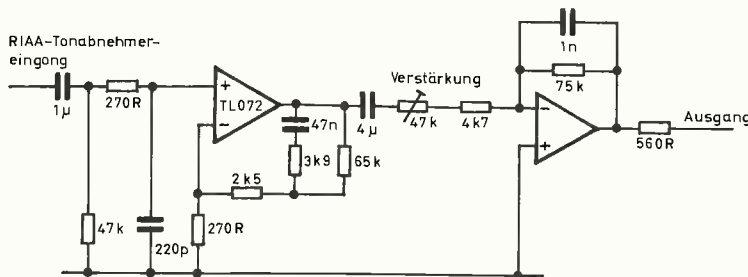 RIAA-Tonabnehmer-
eingong
1µ
270R
+
TL072
−
47n
4µ
Verstärkung
47k
4k7
1n
75k
−
+
560R
Ausgang
3k9
65k
2k5
270R
47k
220p